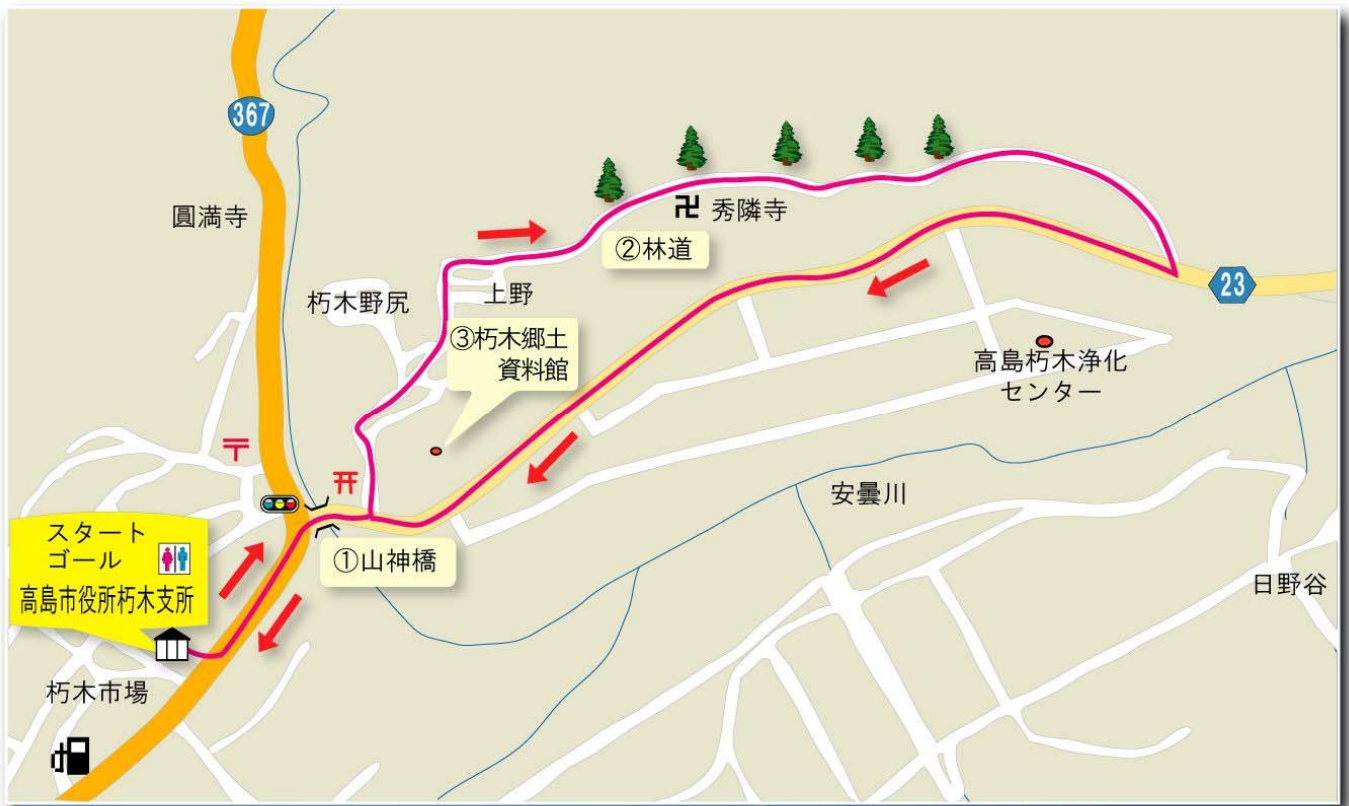 367
圓満寺
卍 秀隣寺
②林道
朽木野尻
上野
23
③朽木郷土
資料館
高島朽木浄化
センター
〒
安曇川
スタート
ゴール
高島市役所朽木支所
①山神橋
日野谷
朽木市場